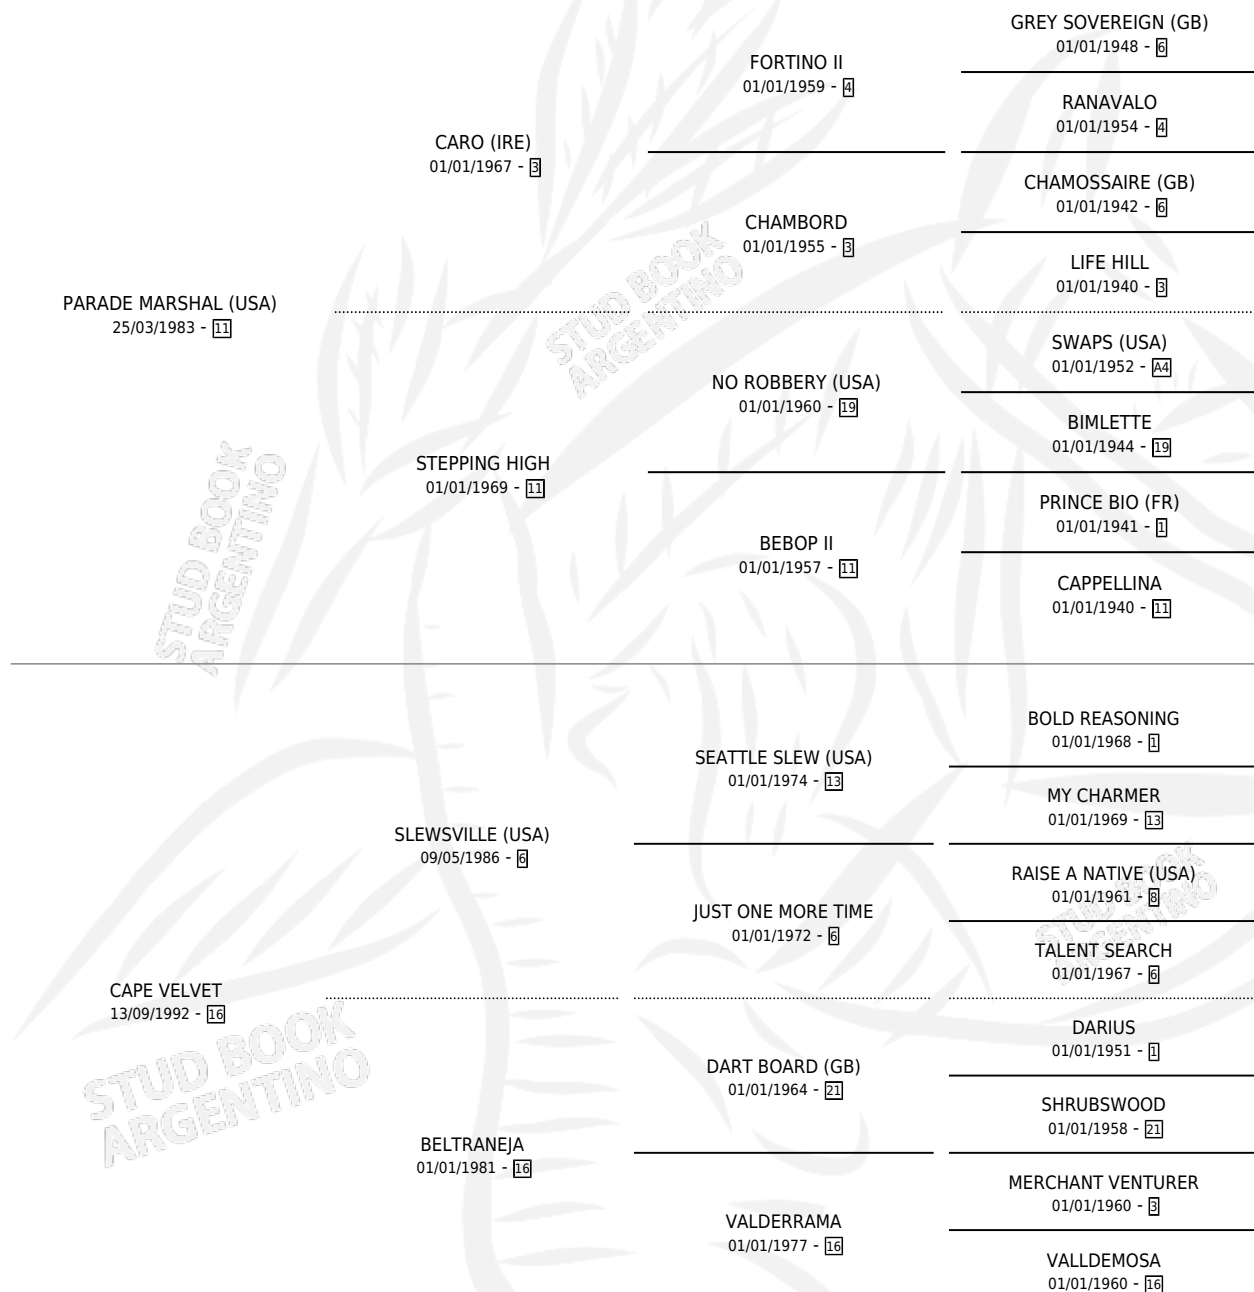 GREY SOVEREIGN (GB)
01/01/1948 - 6
FORTINO II
01/01/1959 - 4
RANAVALO
01/01/1954 - 4
CARO (IRE)
01/01/1967 - 3
CHAMOSSAIRE (GB)
01/01/1942 - 6
CHAMBORD
01/01/1955 - 3
LIFE HILL
01/01/1940 - 3
PARADE MARSHAL (USA)
25/03/1983 - 11
SWAPS (USA)
01/01/1952 - A4
NO ROBBERY (USA)
01/01/1960 - 19
BIMLETTE
01/01/1944 - 19
STEPPING HIGH
01/01/1969 - 11
PRINCE BIO (FR)
01/01/1941 - 1
BEBOP II
01/01/1957 - 11
CAPPELLINA
01/01/1940 - 11
BOLD REASONING
01/01/1968 - 1
SEATTLE SLEW (USA)
01/01/1974 - 13
MY CHARMER
01/01/1969 - 13
SLEWSVILLE (USA)
09/05/1986 - 6
RAISE A NATIVE (USA)
01/01/1961 - 8
JUST ONE MORE TIME
01/01/1972 - 6
TALENT SEARCH
01/01/1967 - 6
CAPE VELVET
13/09/1992 - 16
DARIUS
01/01/1951 - 1
DART BOARD (GB)
01/01/1964 - 21
SHRUBSWOOD
01/01/1958 - 21
BELTRANEJA
01/01/1981 - 16
MERCHANT VENTURER
01/01/1960 - 3
VALDERRAMA
01/01/1977 - 16
VALLDEMOSA
01/01/1960 - 16
STUD BOOK
ARGENTINO
STUD BOOK
ARGENTINO
STUD BOOK
ARGENTINO
STUD BOOK
ARGENTINO